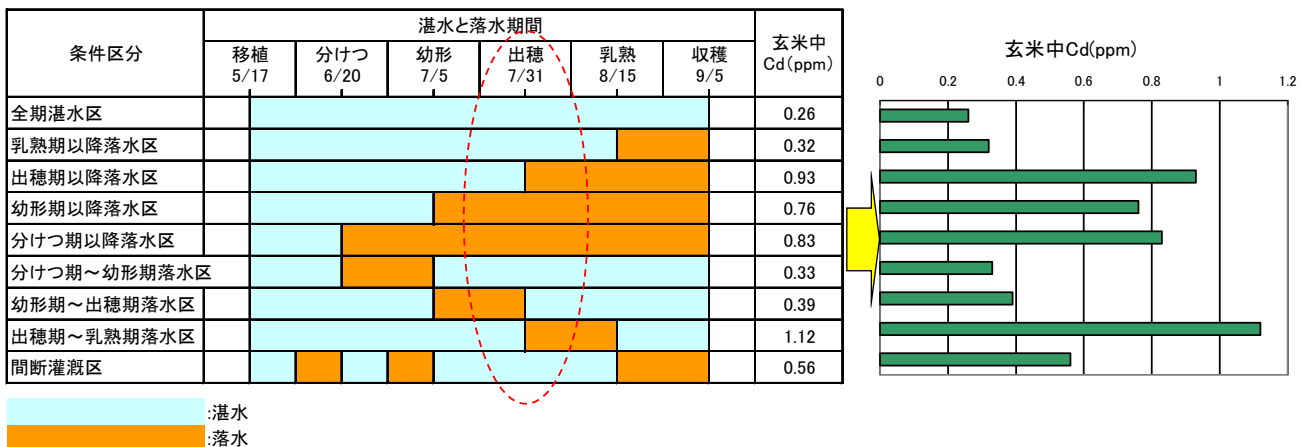 条件区分 湛水と落水期間 玄米中Cd(ppm)
移植 5/17 分けつ 6/20 幼形 7/5 出穂 7/31 乳熟 8/15 収穫 9/5
全期湛水区 0.26
乳熟期以降落水区 0.32
出穂期以降落水区 0.93
幼形期以降落水区 0.76
分けつ期以降落水区 0.83
分けつ期～幼形期落水区 0.33
幼形期～出穂期落水区 0.39
出穂期～乳熟期落水区 1.12
間断灌漑区 0.56
:湛水
:落水
玄米中Cd(ppm)
0 0.2 0.4 0.6 0.8 1 1.2